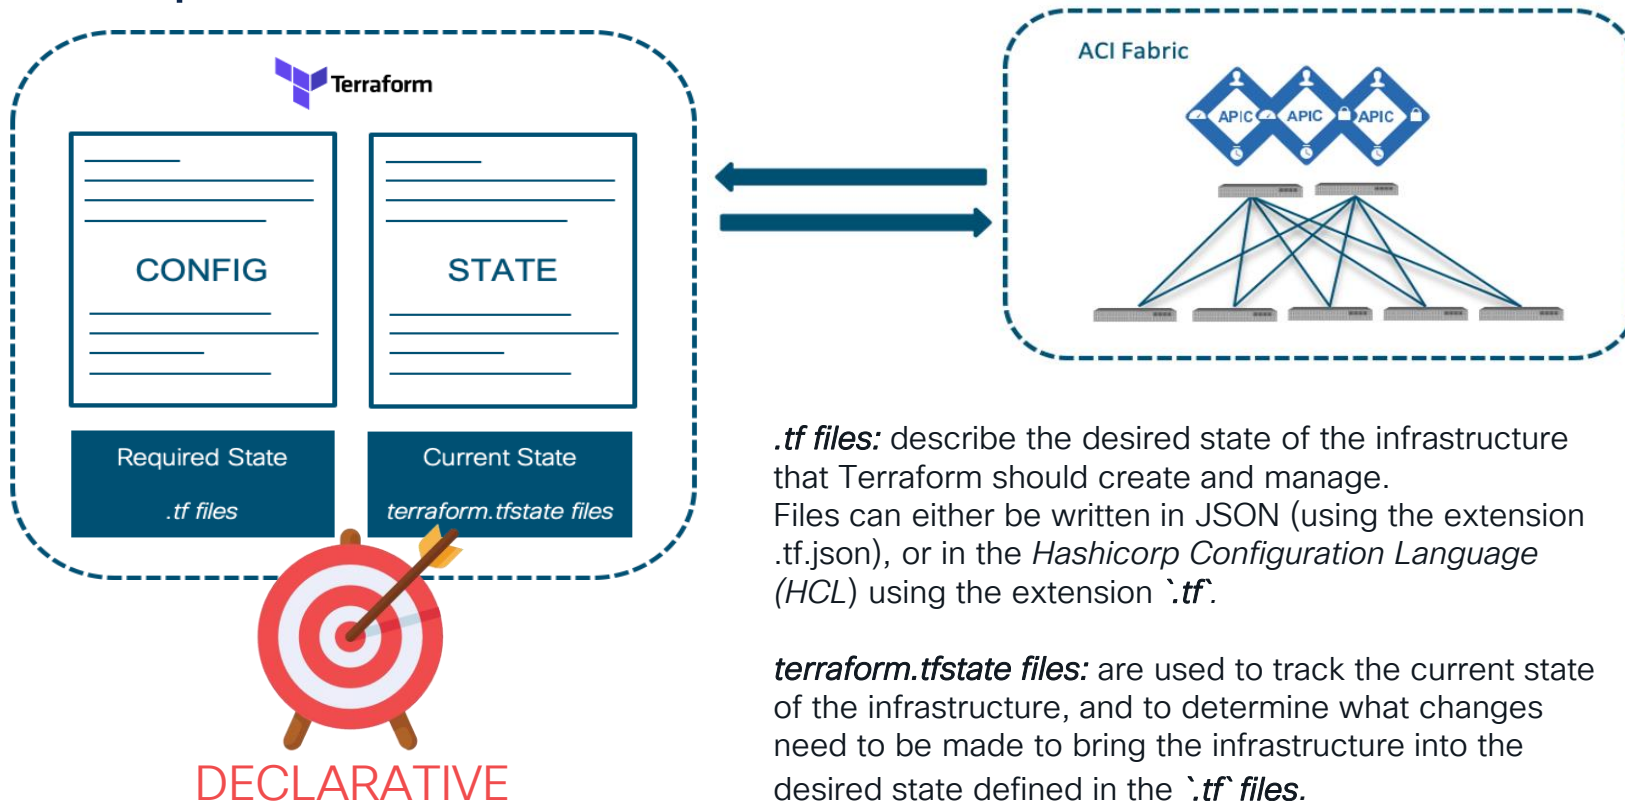 Terraform
CONFIG
STATE
Required State
.tf files
Current State
terraform.tfstate files
DECLARATIVE
ACI Fabric
APIC
APIC
APIC
.tf files: describe the desired state of the infrastructure
that Terraform should create and manage.
Files can either be written in JSON (using the extension
.tf.json), or in the Hashicorp Configuration Language
(HCL) using the extension `.tf`.
terraform.tfstate files: are used to track the current state
of the infrastructure, and to determine what changes
need to be made to bring the infrastructure into the
desired state defined in the `.tf` files.